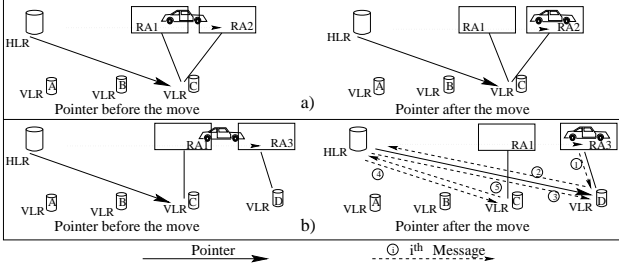 RA1 RA2 RA1 RA2
HLR HLR
A B C A B C
VLR VLR VLR VLR VLR VLR
Pointer before the move a) Pointer after the move
RA1 RA3 RA1 RA3
HLR HLR
1
2
4 5 3
A B C D A B C D
VLR VLR VLR VLR VLR VLR VLR VLR
Pointer before the move b) Pointer after the move
Pointer i ith Message